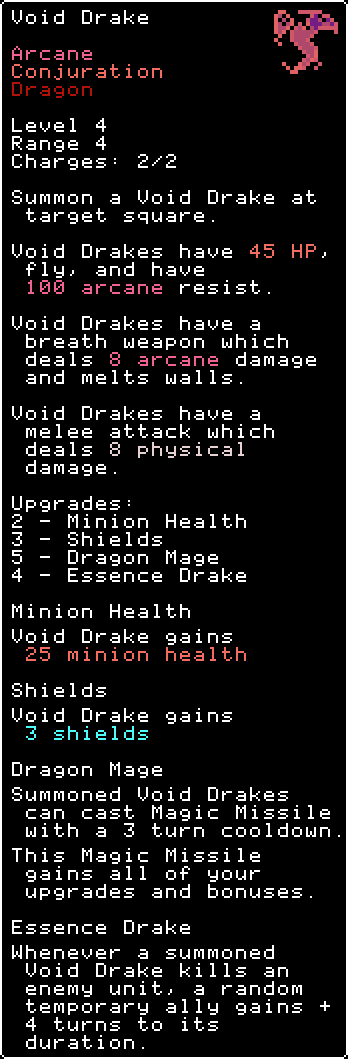 Void Drake
Arcane
Conjuration
Dragon
Level 4
Range 4
Charges: 2/2
Summon a Void Drake at
target square.
Void Drakes have 45 HP,
fly, and have
100 arcane resist.
Void Drakes have a
breath weapon which
deals 8 arcane damage
and melts walls.
Void Drakes have a
melee attack which
deals 8 physical
damage.
Upgrades:
2 - Minion Health
3 - Shields
5 - Dragon Mage
4 - Essence Drake
Minion Health
Void Drake gains
25 minion health
Shields
Void Drake gains
3 shields
Dragon Mage
Summoned Void Drakes
can cast Magic Missile
with a 3 turn cooldown.
This Magic Missile
gains all of your
upgrades and bonuses.
Essence Drake
Whenever a summoned
Void Drake kills an
enemy unit, a random
temporary ally gains +
4 turns to its
duration.